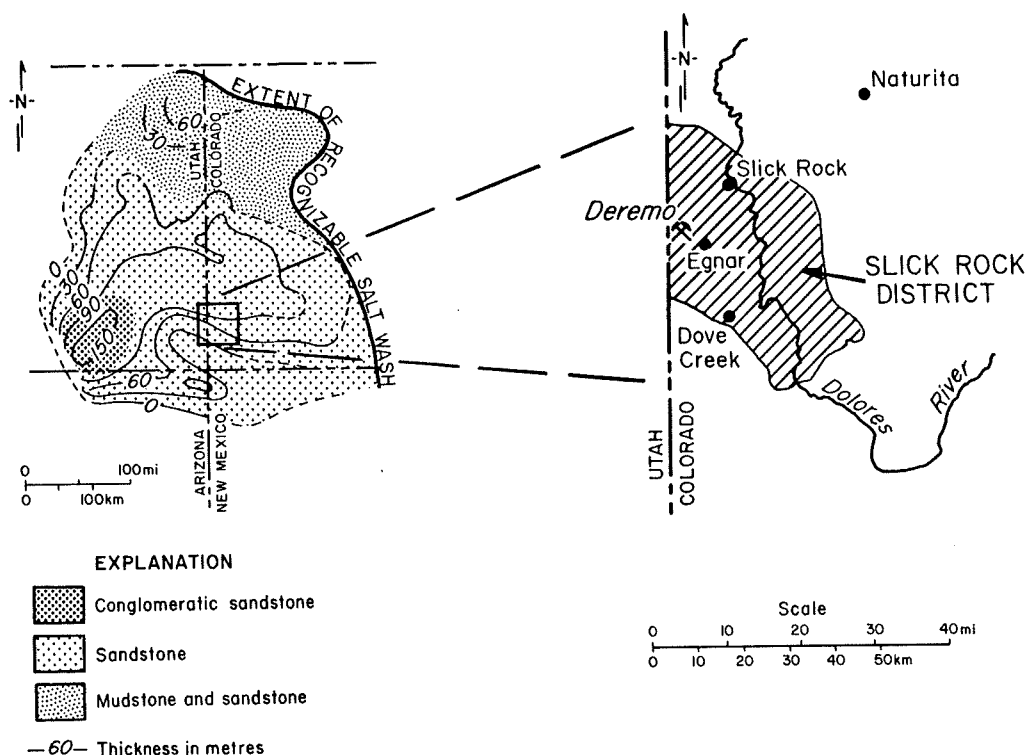 -N-
EXTENT OF RECOGNIZABLE SALT WASH
60
30
UTAH
COLORADO
0
30
60
90
150
60
0
ARIZONA
NEW MEXICO
0 100mi
0 100km
-N-
Naturita
Slick Rock
Deremo
Egnar
SLICK ROCK
DISTRICT
Dove
Creek
Dolores
River
UTAH
COLORADO
EXPLANATION
Conglomeratic sandstone
Sandstone
Mudstone and sandstone
—60— Thickness in metres
Scale
0 10 20 30 40mi
0 10 20 30 40 50km